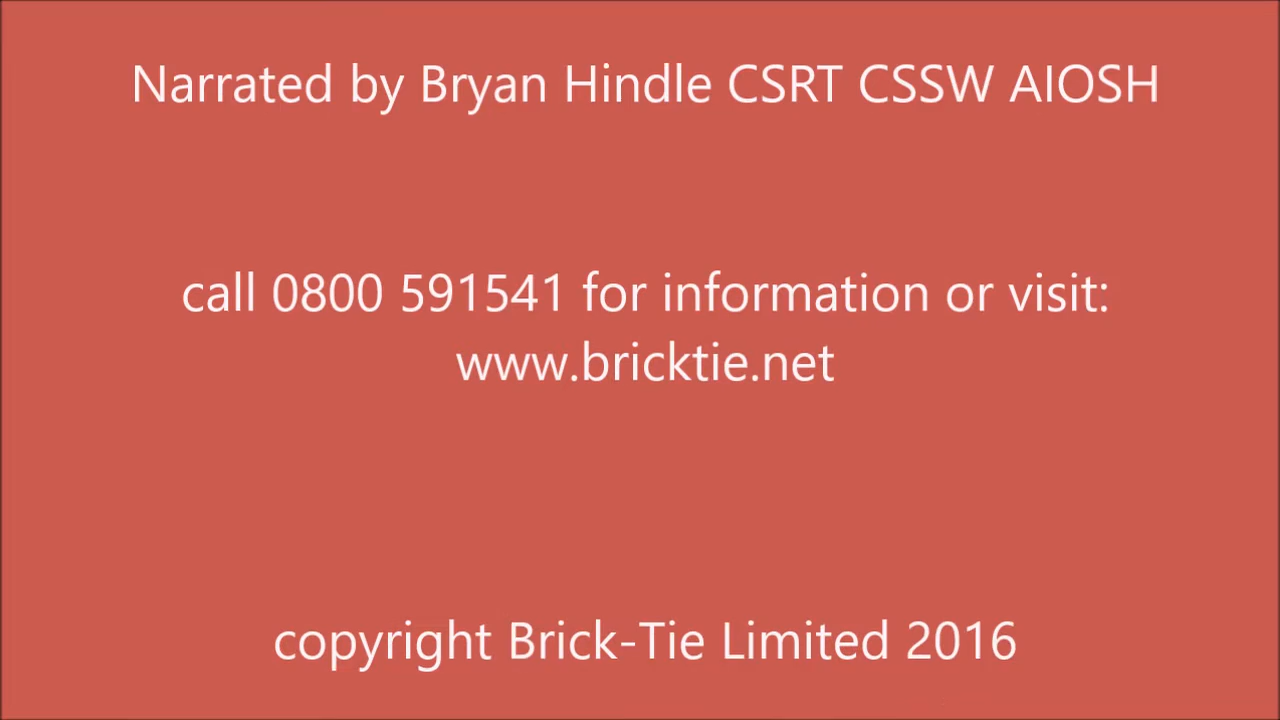 Narrated by Bryan Hindle CSRT CSSW AIOSH
call 0800 591541 for information or visit:
www.bricktie.net
copyright Brick-Tie Limited 2016